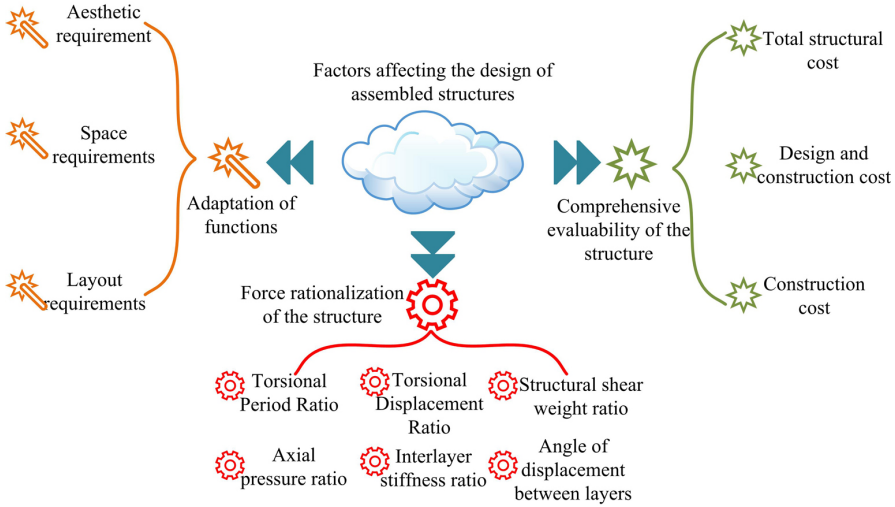 Aesthetic
requirement
Space
requirements
Layout
requirements
Adaptation of
functions
Factors affecting the design of
assembled structures
Comprehensive
evaluability of the
structure
Total structural
cost
Design and
construction cost
Construction
cost
Force rationalization
of the structure
Torsional
Period Ratio
Torsional
Displacement
Ratio
Structural shear
weight ratio
Axial
pressure ratio
Interlayer
stiffness ratio
Angle of
displacement
between layers